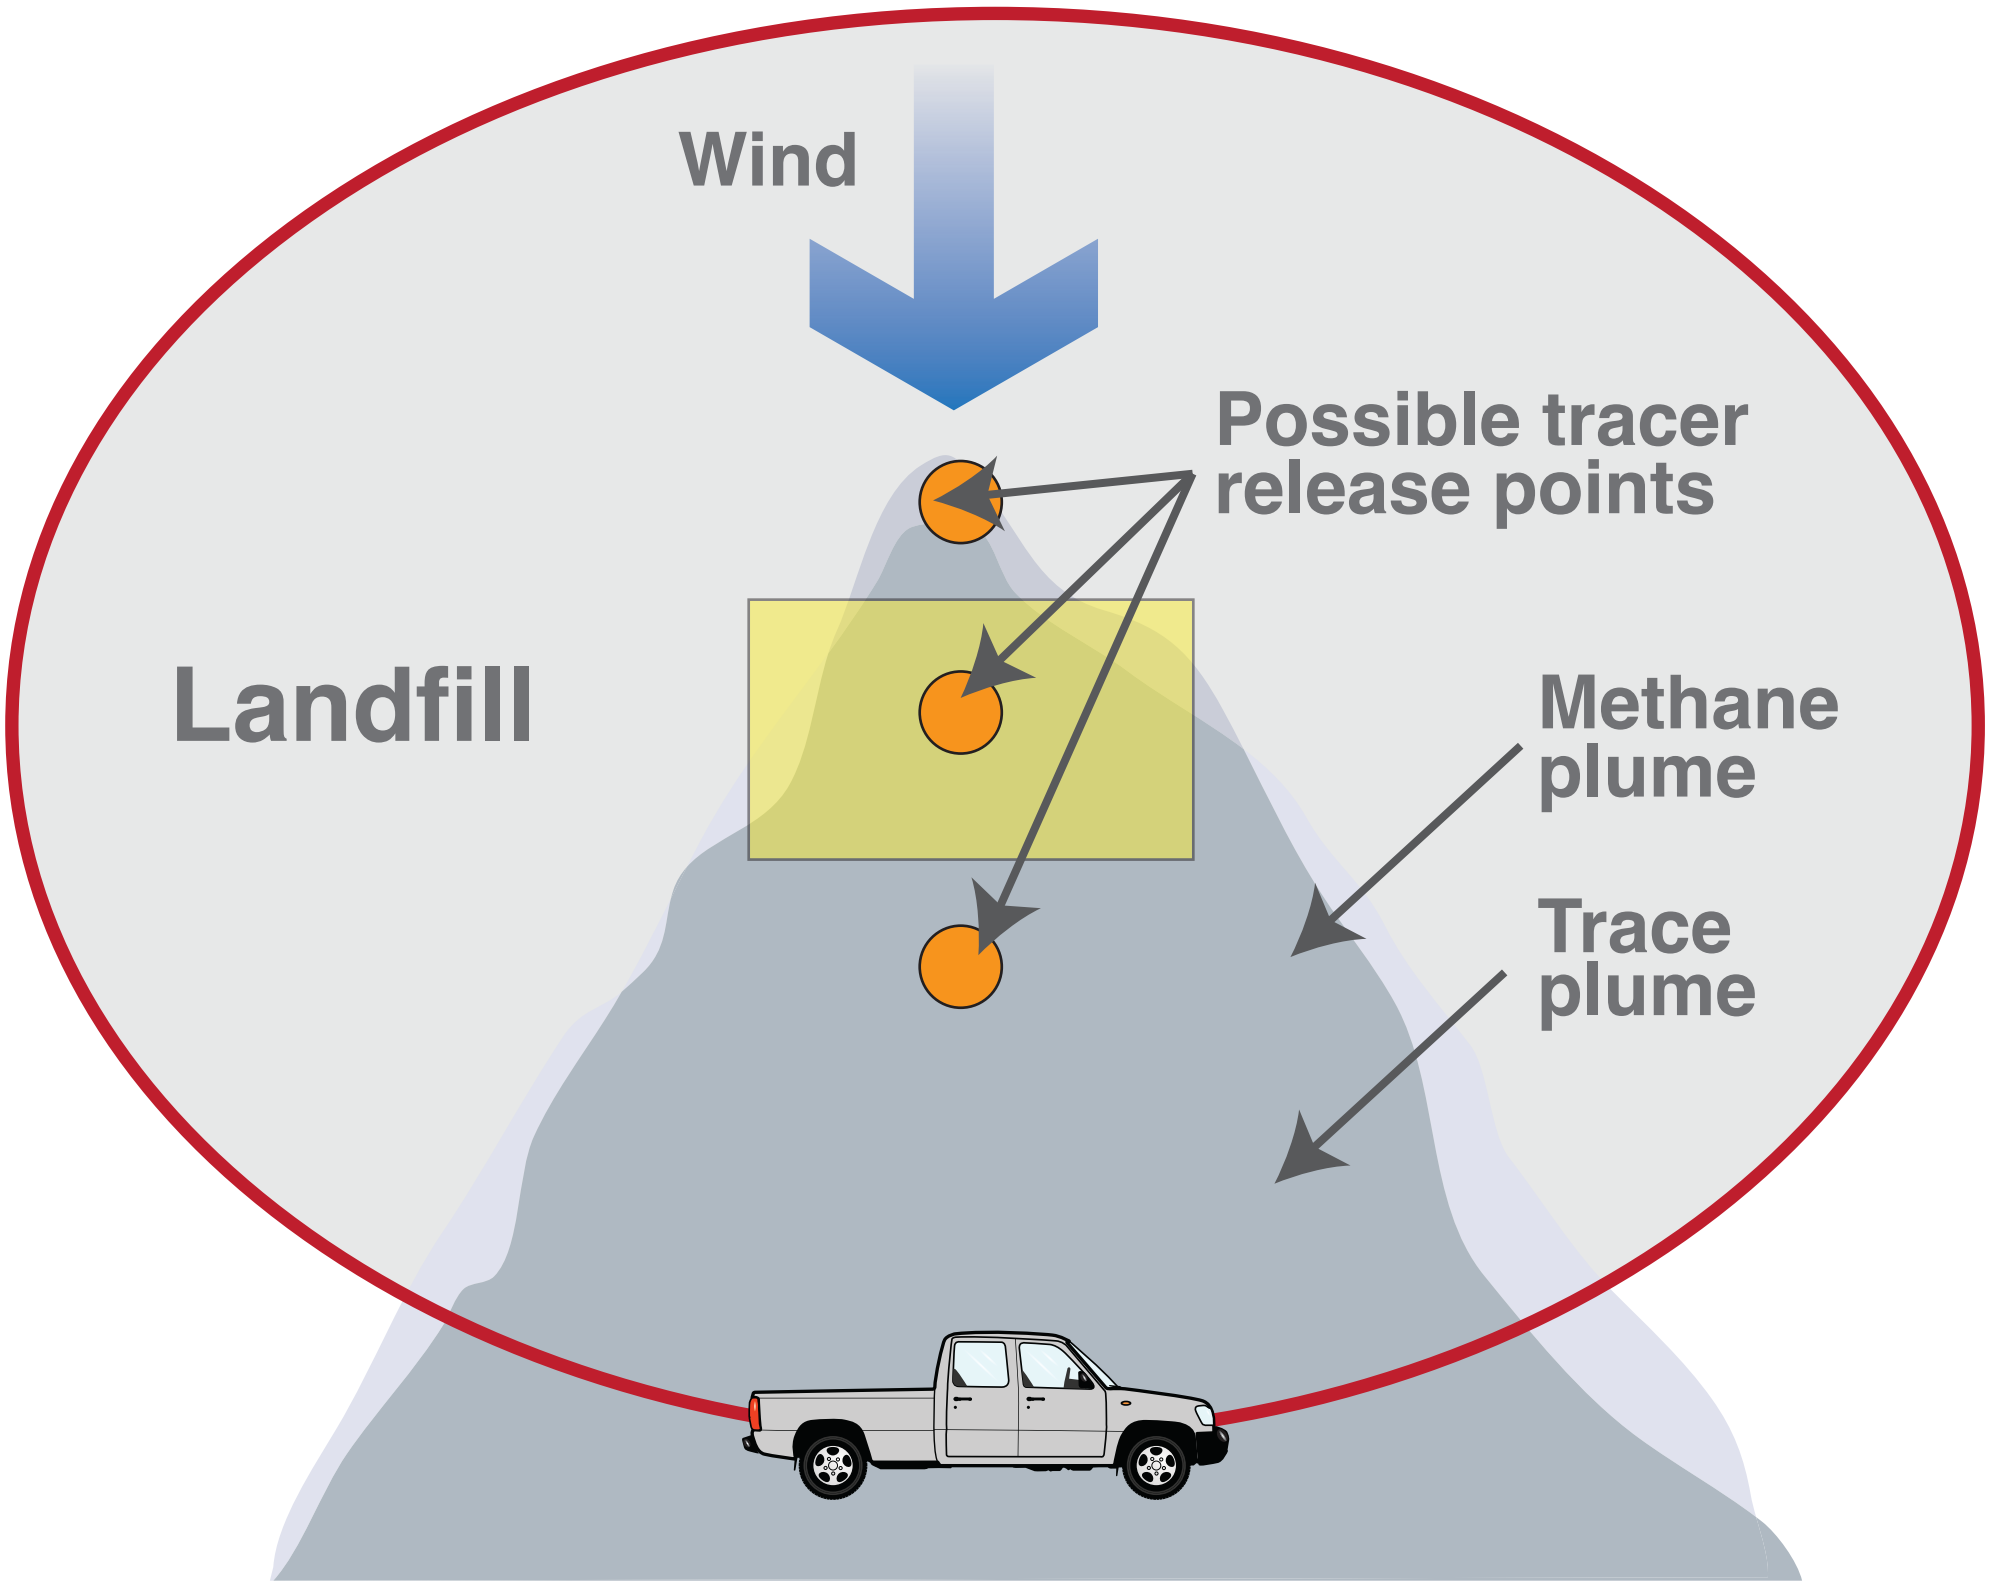 Wind
Possible tracer
release points
Landfill
Methane
plume
Trace
plume